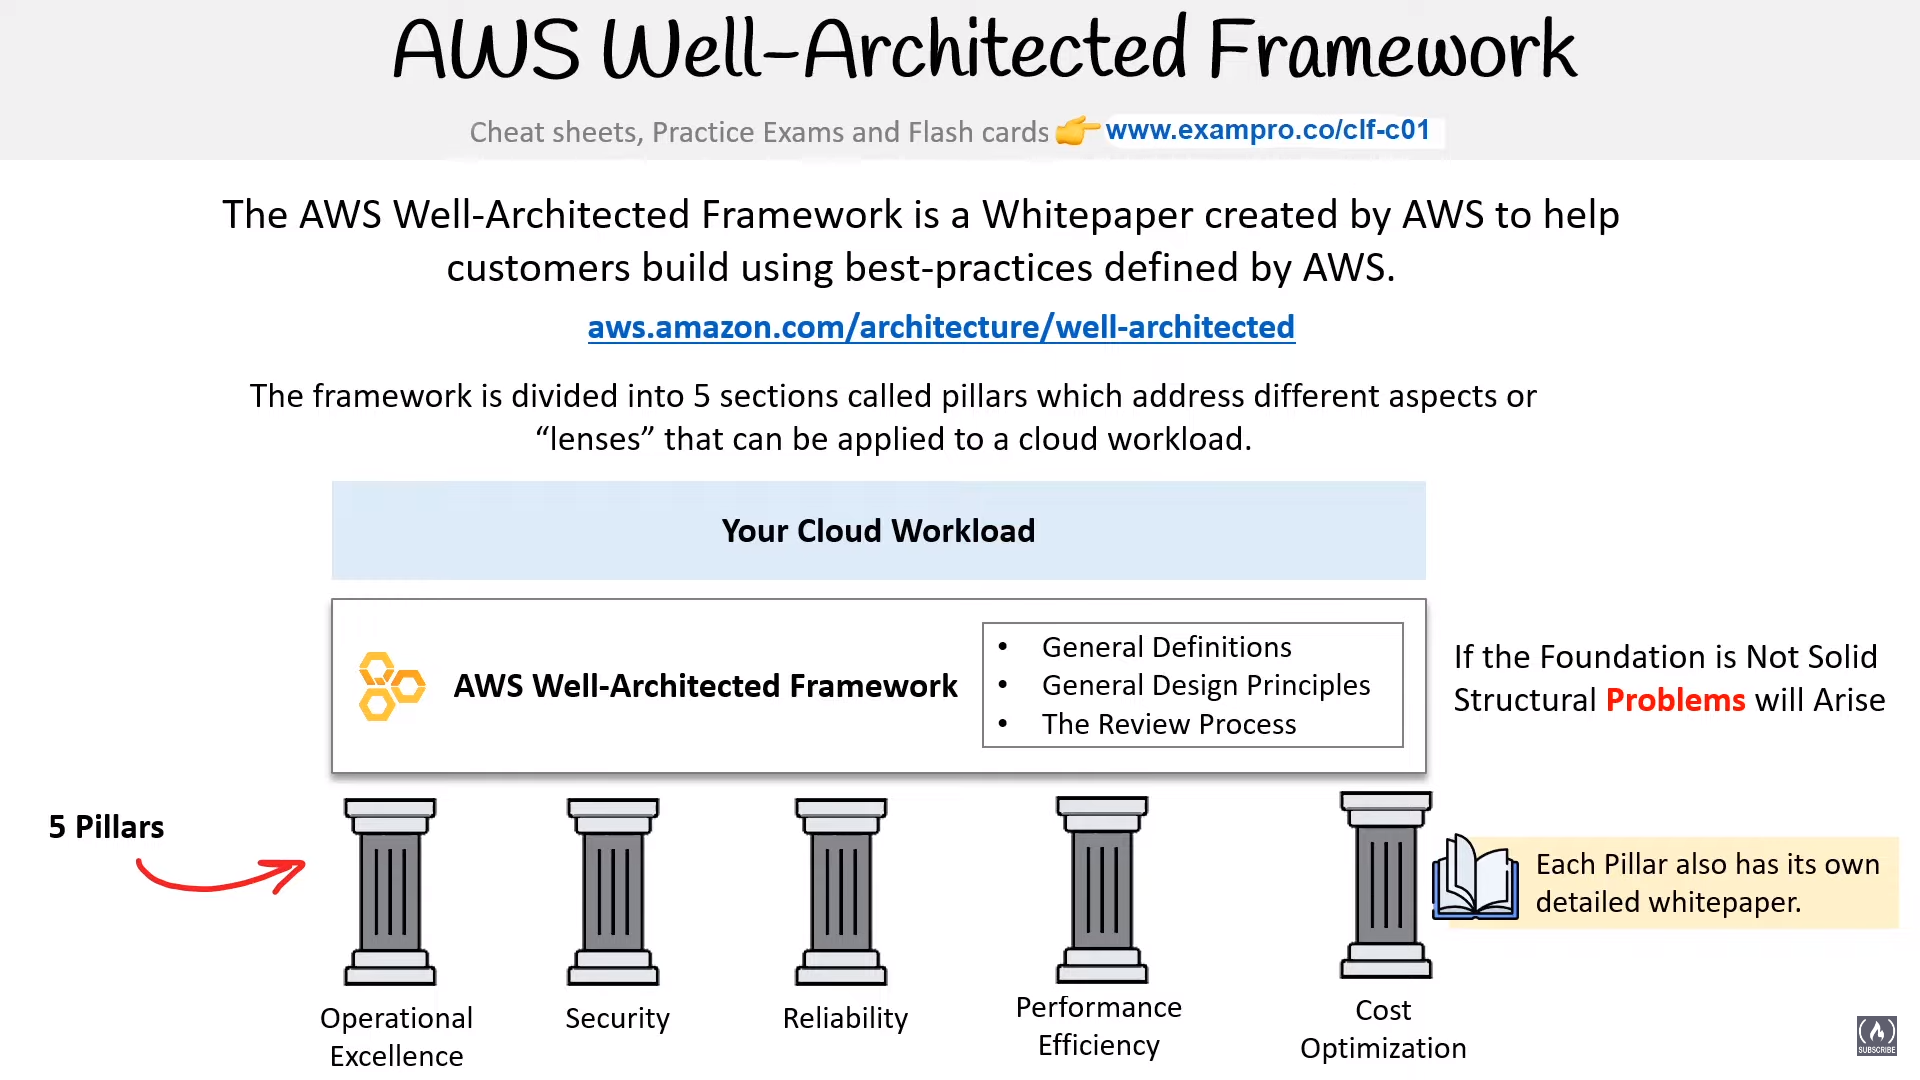 AWS Well-Architected Framework
Cheat sheets, Practice Exams and Flash cards 👉 www.exampro.co/clf-c01
The AWS Well-Architected Framework is a Whitepaper created by AWS to help
customers build using best-practices defined by AWS.
aws.amazon.com/architecture/well-architected
The framework is divided into 5 sections called pillars which address different aspects or
“lenses” that can be applied to a cloud workload.
Your Cloud Workload
AWS Well-Architected Framework
• General Definitions
• General Design Principles
• The Review Process
If the Foundation is Not Solid
Structural Problems will Arise
5 Pillars
Each Pillar also has its own
detailed whitepaper.
Operational
Excellence
Security
Reliability
Performance
Efficiency
Cost
Optimization
SUBSCRIBE